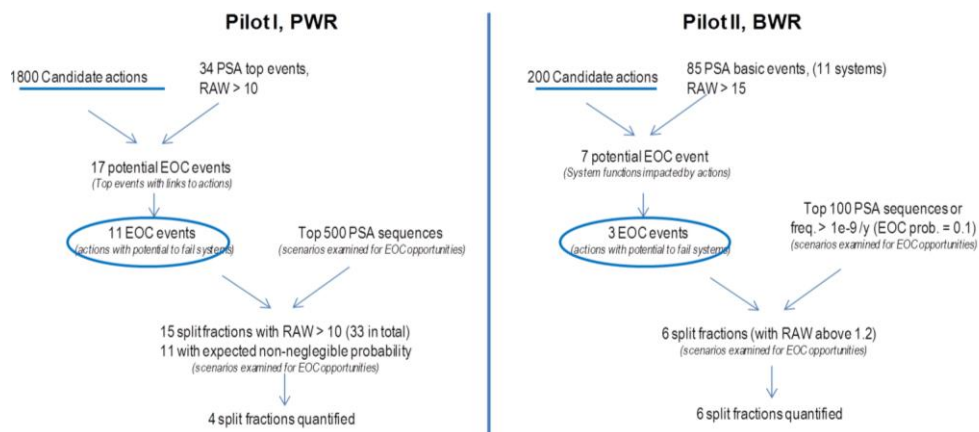 Pilot I, PWR
1800 Candidate actions
34 PSA top events,
RAW > 10
17 potential EOC events
(Top events with links to actions)
11 EOC events
(actions with potential to fail systems)
Top 500 PSA sequences
(scenarios examined for EOC opportunities)
15 split fractions with RAW > 10 (33 in total)
11 with expected non-neglegible probability
(scenarios examined for EOC opportunities)
4 split fractions quantified
Pilot II, BWR
200 Candidate actions
85 PSA basic events, (11 systems)
RAW > 15
7 potential EOC event
(System functions impacted by actions)
3 EOC events
(actions with potential to fail systems)
Top 100 PSA sequences or
freq. > 1e-9 /y (EOC prob. = 0.1)
(scenarios examined for EOC opportunities)
6 split fractions (with RAW above 1.2)
(scenarios examined for EOC opportunities)
6 split fractions quantified